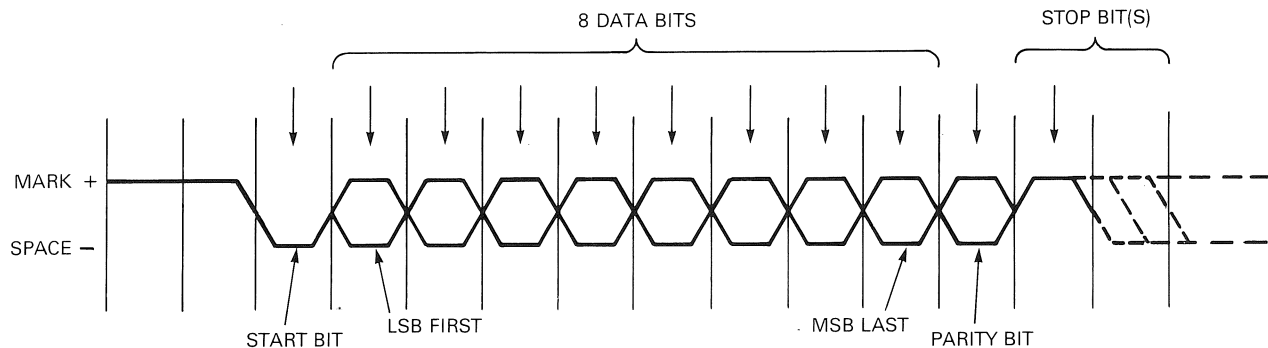 8 DATA BITS
STOP BIT(S)
MARK +
SPACE −
START BIT
LSB FIRST
MSB LAST
PARITY BIT